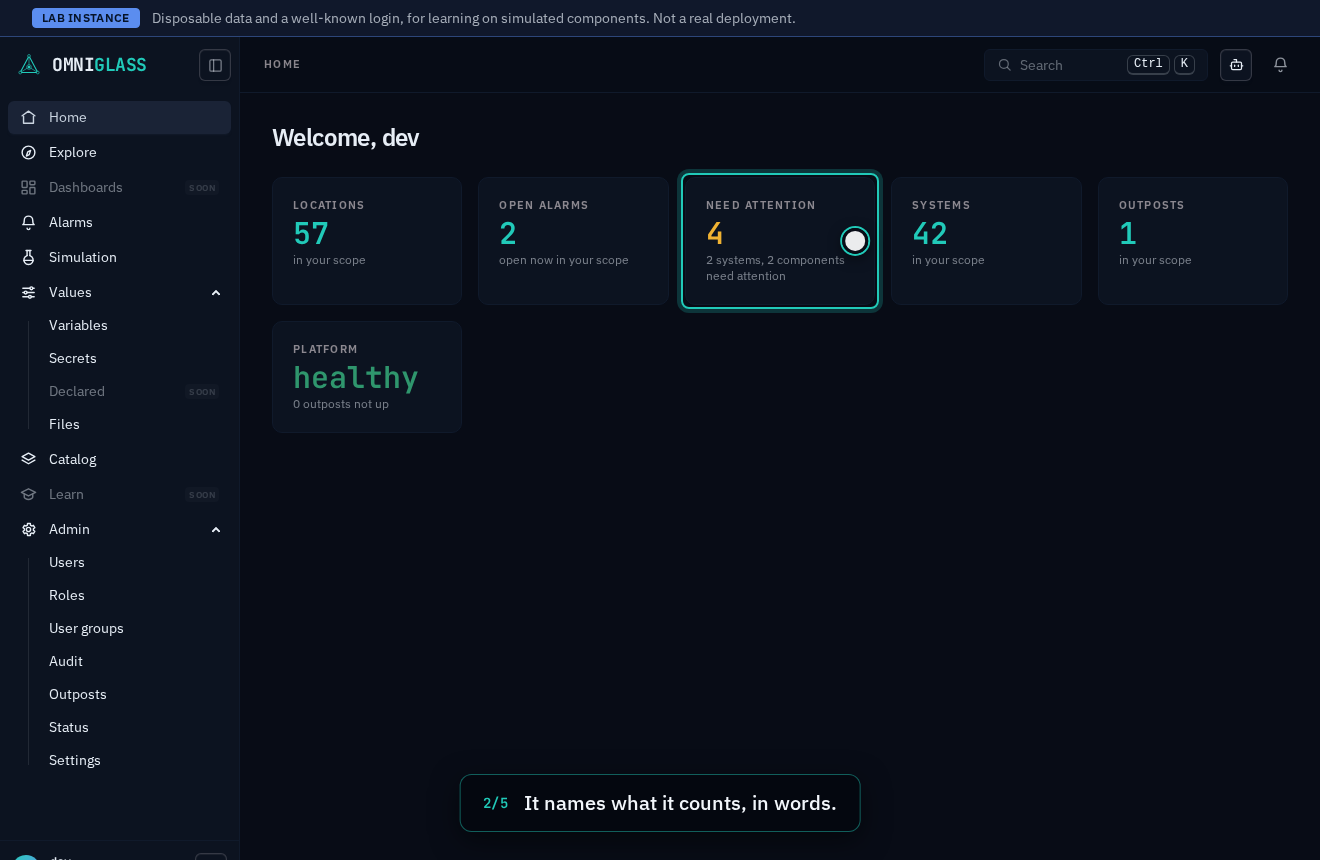 LAB INSTANCE Disposable data and a well-known login, for learning on simulated components. Not a real deployment.
OMNIGLASS
HOME
Search Ctrl K
Home
Explore
Dashboards SOON
Alarms
Simulation
Values
Variables
Secrets
Declared SOON
Files
Catalog
Learn SOON
Admin
Users
Roles
User groups
Audit
Outposts
Status
Settings
Welcome, dev
LOCATIONS
57
in your scope
OPEN ALARMS
2
open now in your scope
NEED ATTENTION
4
2 systems, 2 components
need attention
SYSTEMS
42
in your scope
OUTPOSTS
1
in your scope
PLATFORM
healthy
0 outposts not up
2/5 It names what it counts, in words.